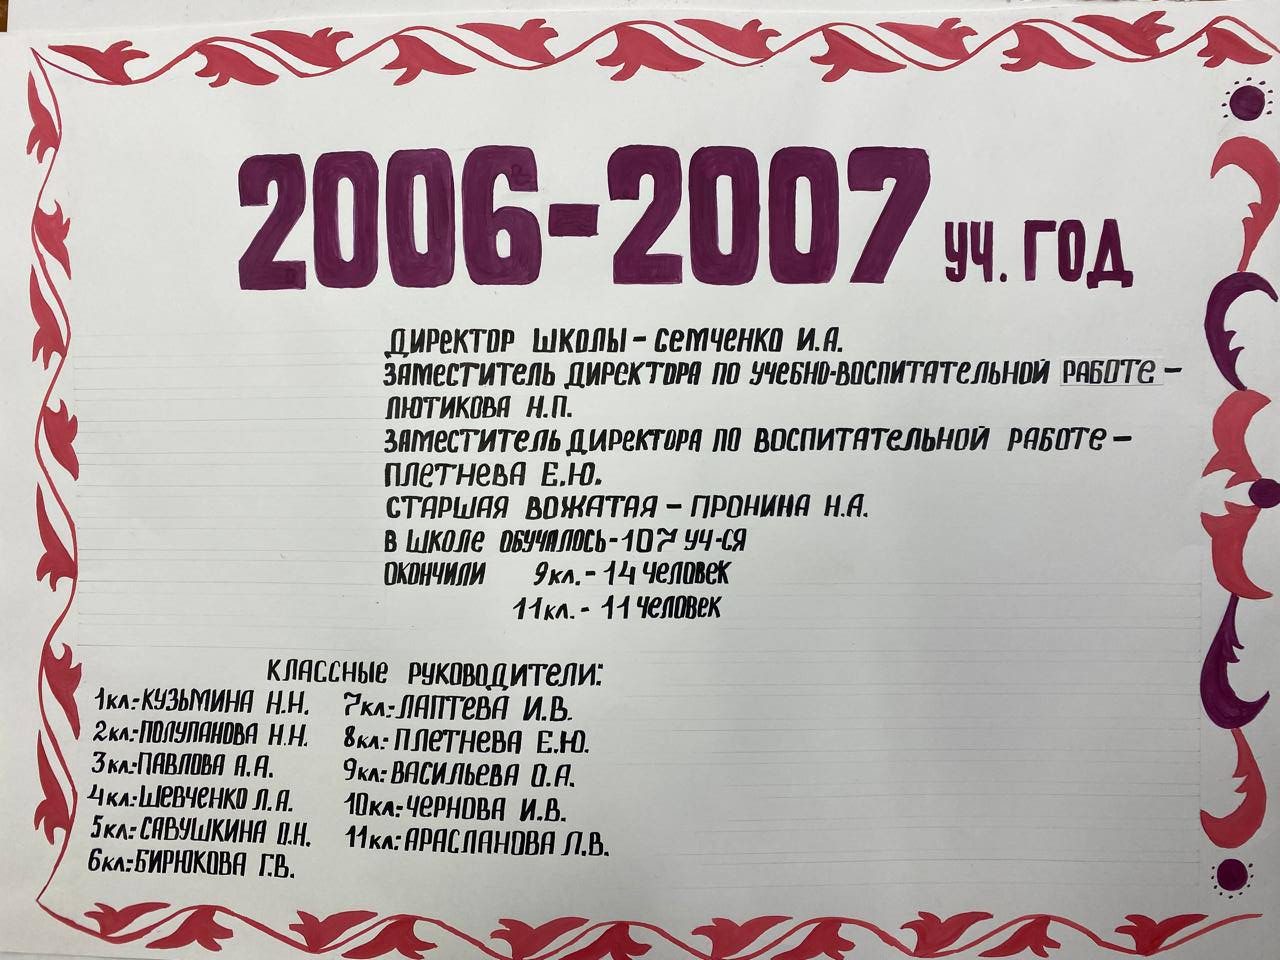 2006-2007 уч. год
Директор школы - Семченко И.А.
Заместитель директора по учебно-воспитательной работе -
Лютикова Н.П.
Заместитель директора по воспитательной работе -
Плетнева Е.Ю.
Старшая вожатая - Пронина Н.А.
В школе обучалось - 107 уч-ся
Окончили 9кл. - 14 человек
11кл. - 11 человек
Классные руководители:
1кл: Кузьмина Н.Н.
2кл: Полупанова Н.Н.
3кл: Павлова А.А.
4кл: Шевченко Л.А.
5кл: Савушкина О.Н.
6кл: Бирюкова Г.В.
7кл: Лаптева И.В.
8кл: Плетнева Е.Ю.
9кл: Васильева О.А.
10кл: Чернова И.В.
11кл: Арасланова Л.В.